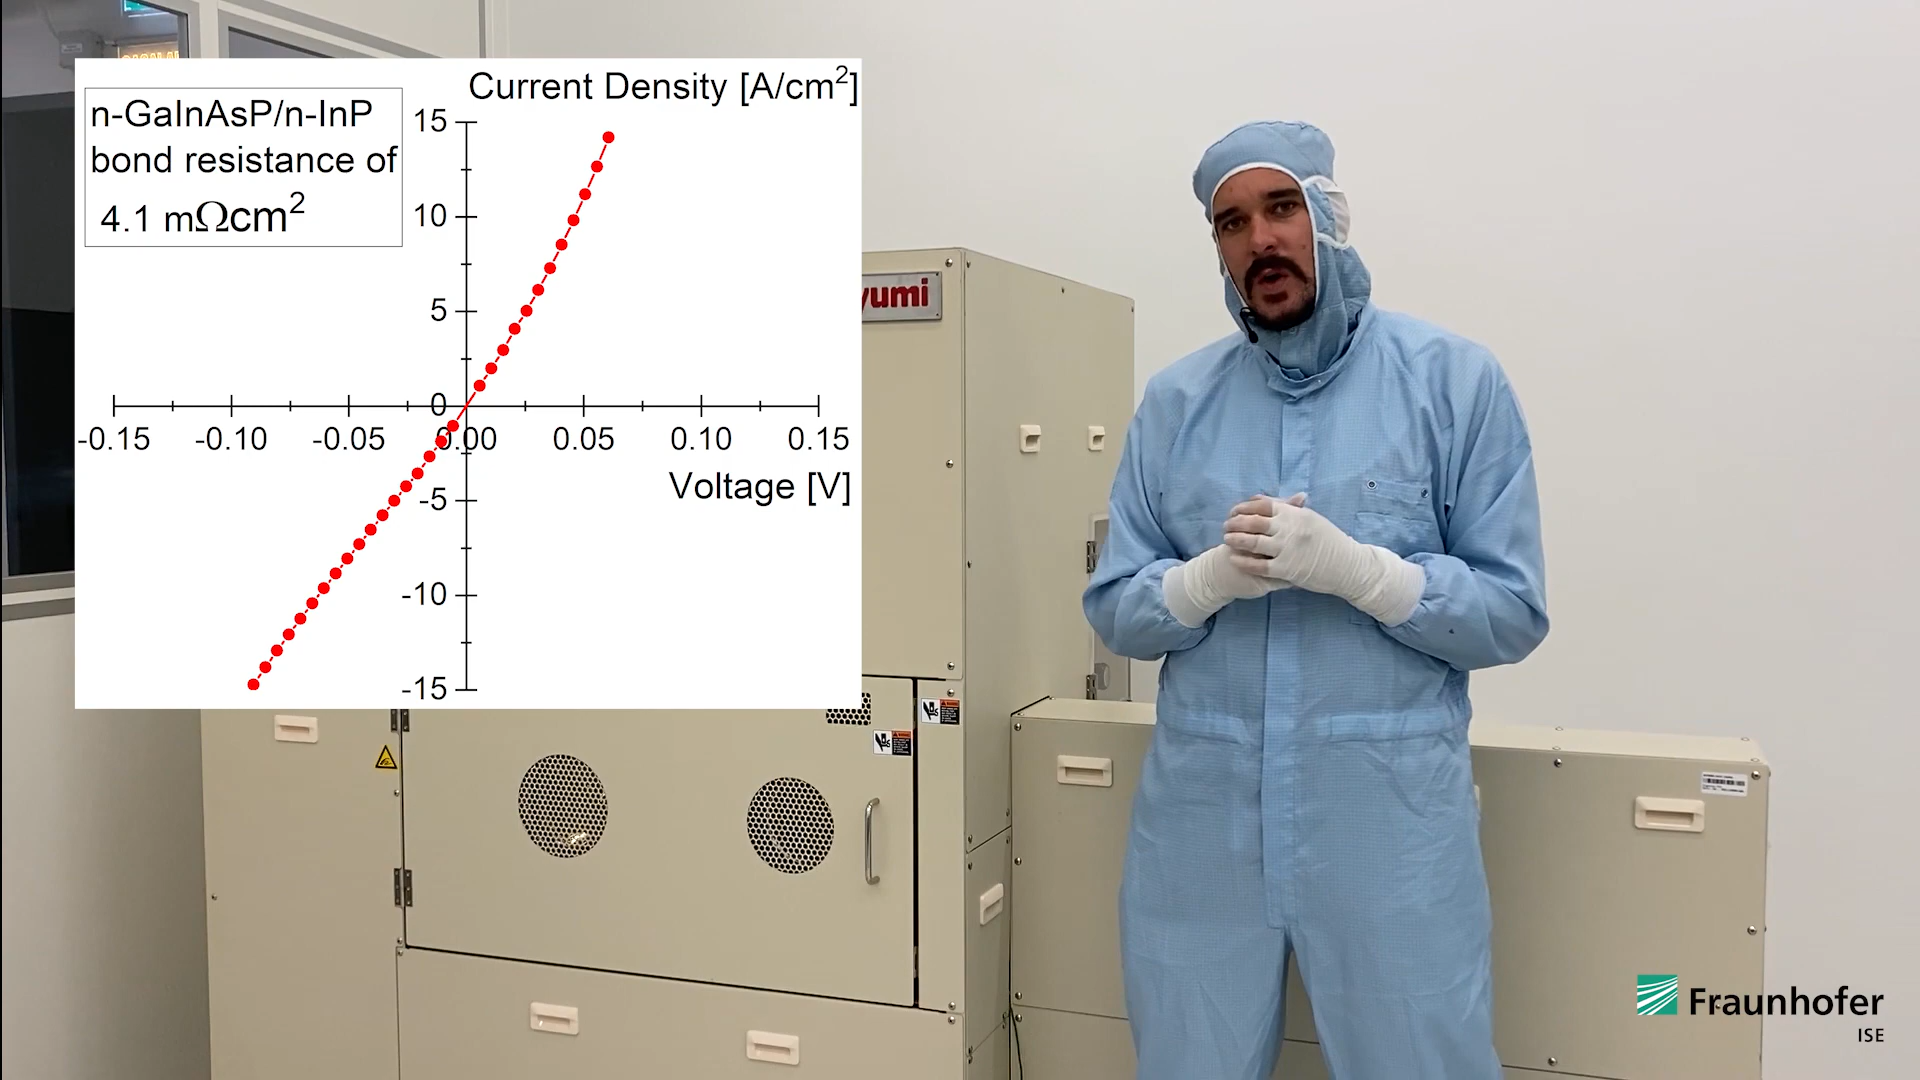 Current Density [A/cm²]
n-GaInAsP/n-InP
bond resistance of
4.1 mΩcm²
15
10
5
0
-0.15 -0.10 -0.05 0.00 0.05 0.10 0.15
Voltage [V]
-5
-10
-15
yumi
Fraunhofer
ISE